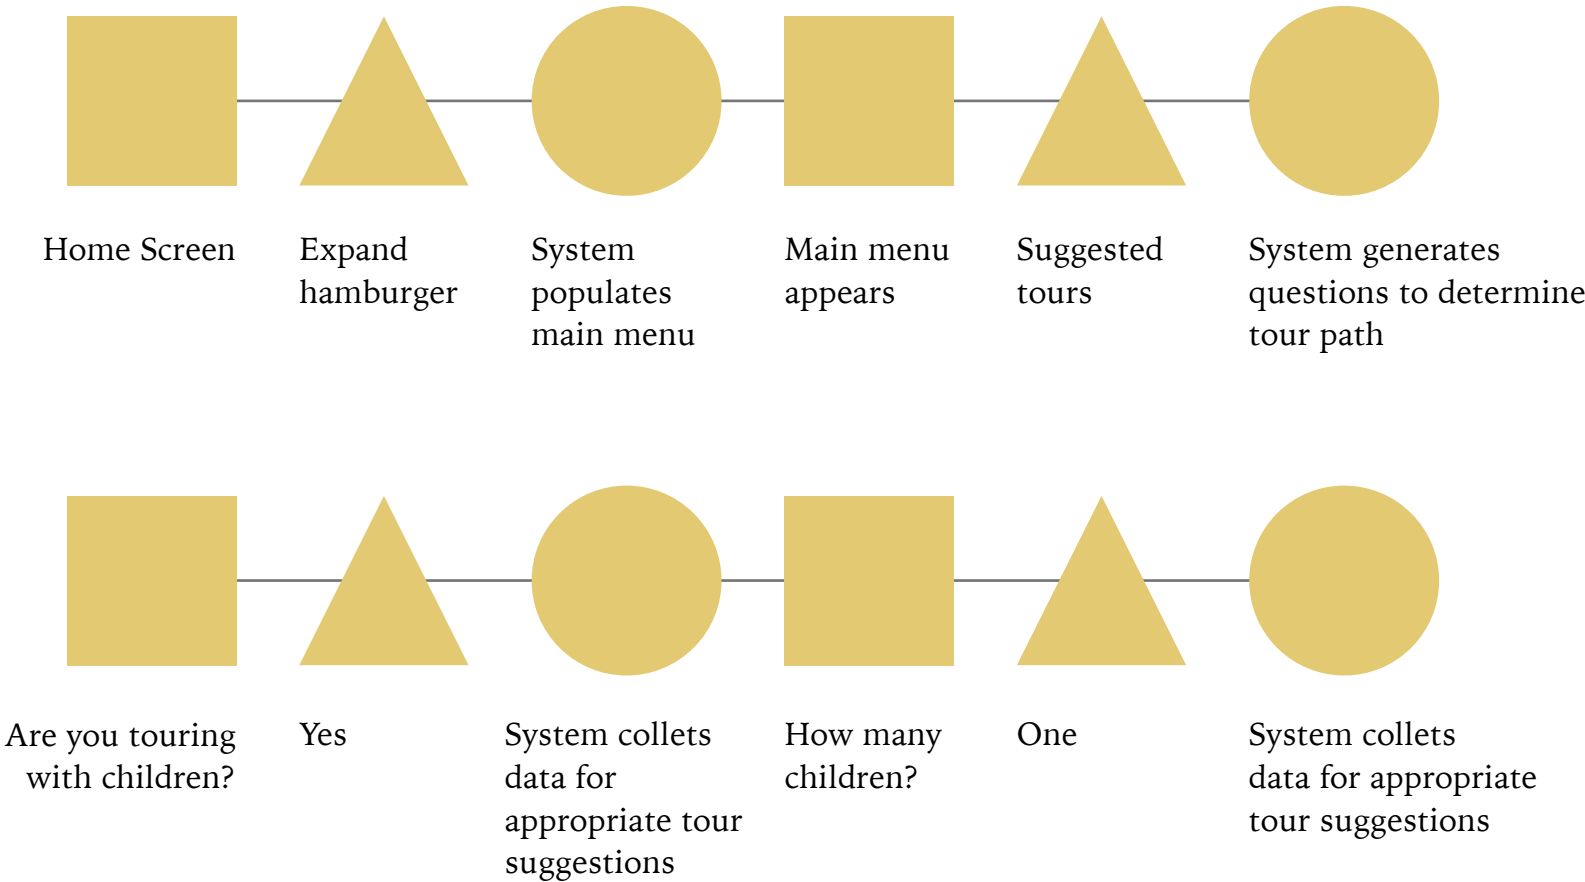 Home Screen
Expand
hamburger
System
populates
main menu
Main menu
appears
Suggested
tours
System generates
questions to determine
tour path
Are you touring
with children?
Yes
System collets
data for
appropriate tour
suggestions
How many
children?
One
System collets
data for appropriate
tour suggestions